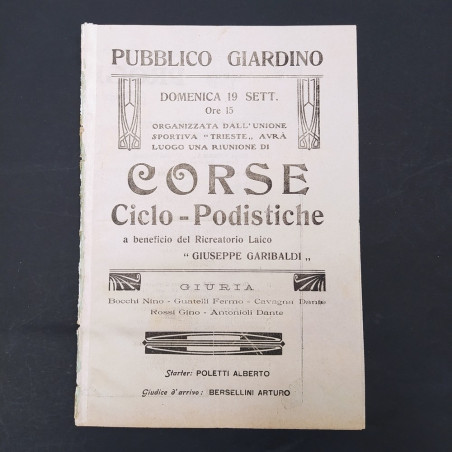 PUBBLICO GIARDINO
DOMENICA 19 SETT.
Ore 15
ORGANIZZATA DALL'UNIONE
SPORTIVA "TRIESTE„ AVRÀ
LUOGO UNA RIUNIONE DI
CORSE
Ciclo-Podistiche
a beneficio del Ricreatorio Laico
"GIUSEPPE GARIBALDI„
GIURIA
Bocchi Nino - Guatelli Fermo - Cavagna Dante
Rossi Gino - Antonioli Dante
Starter: POLETTI ALBERTO
Giudice d'arrivo: BERSELLINI ARTURO